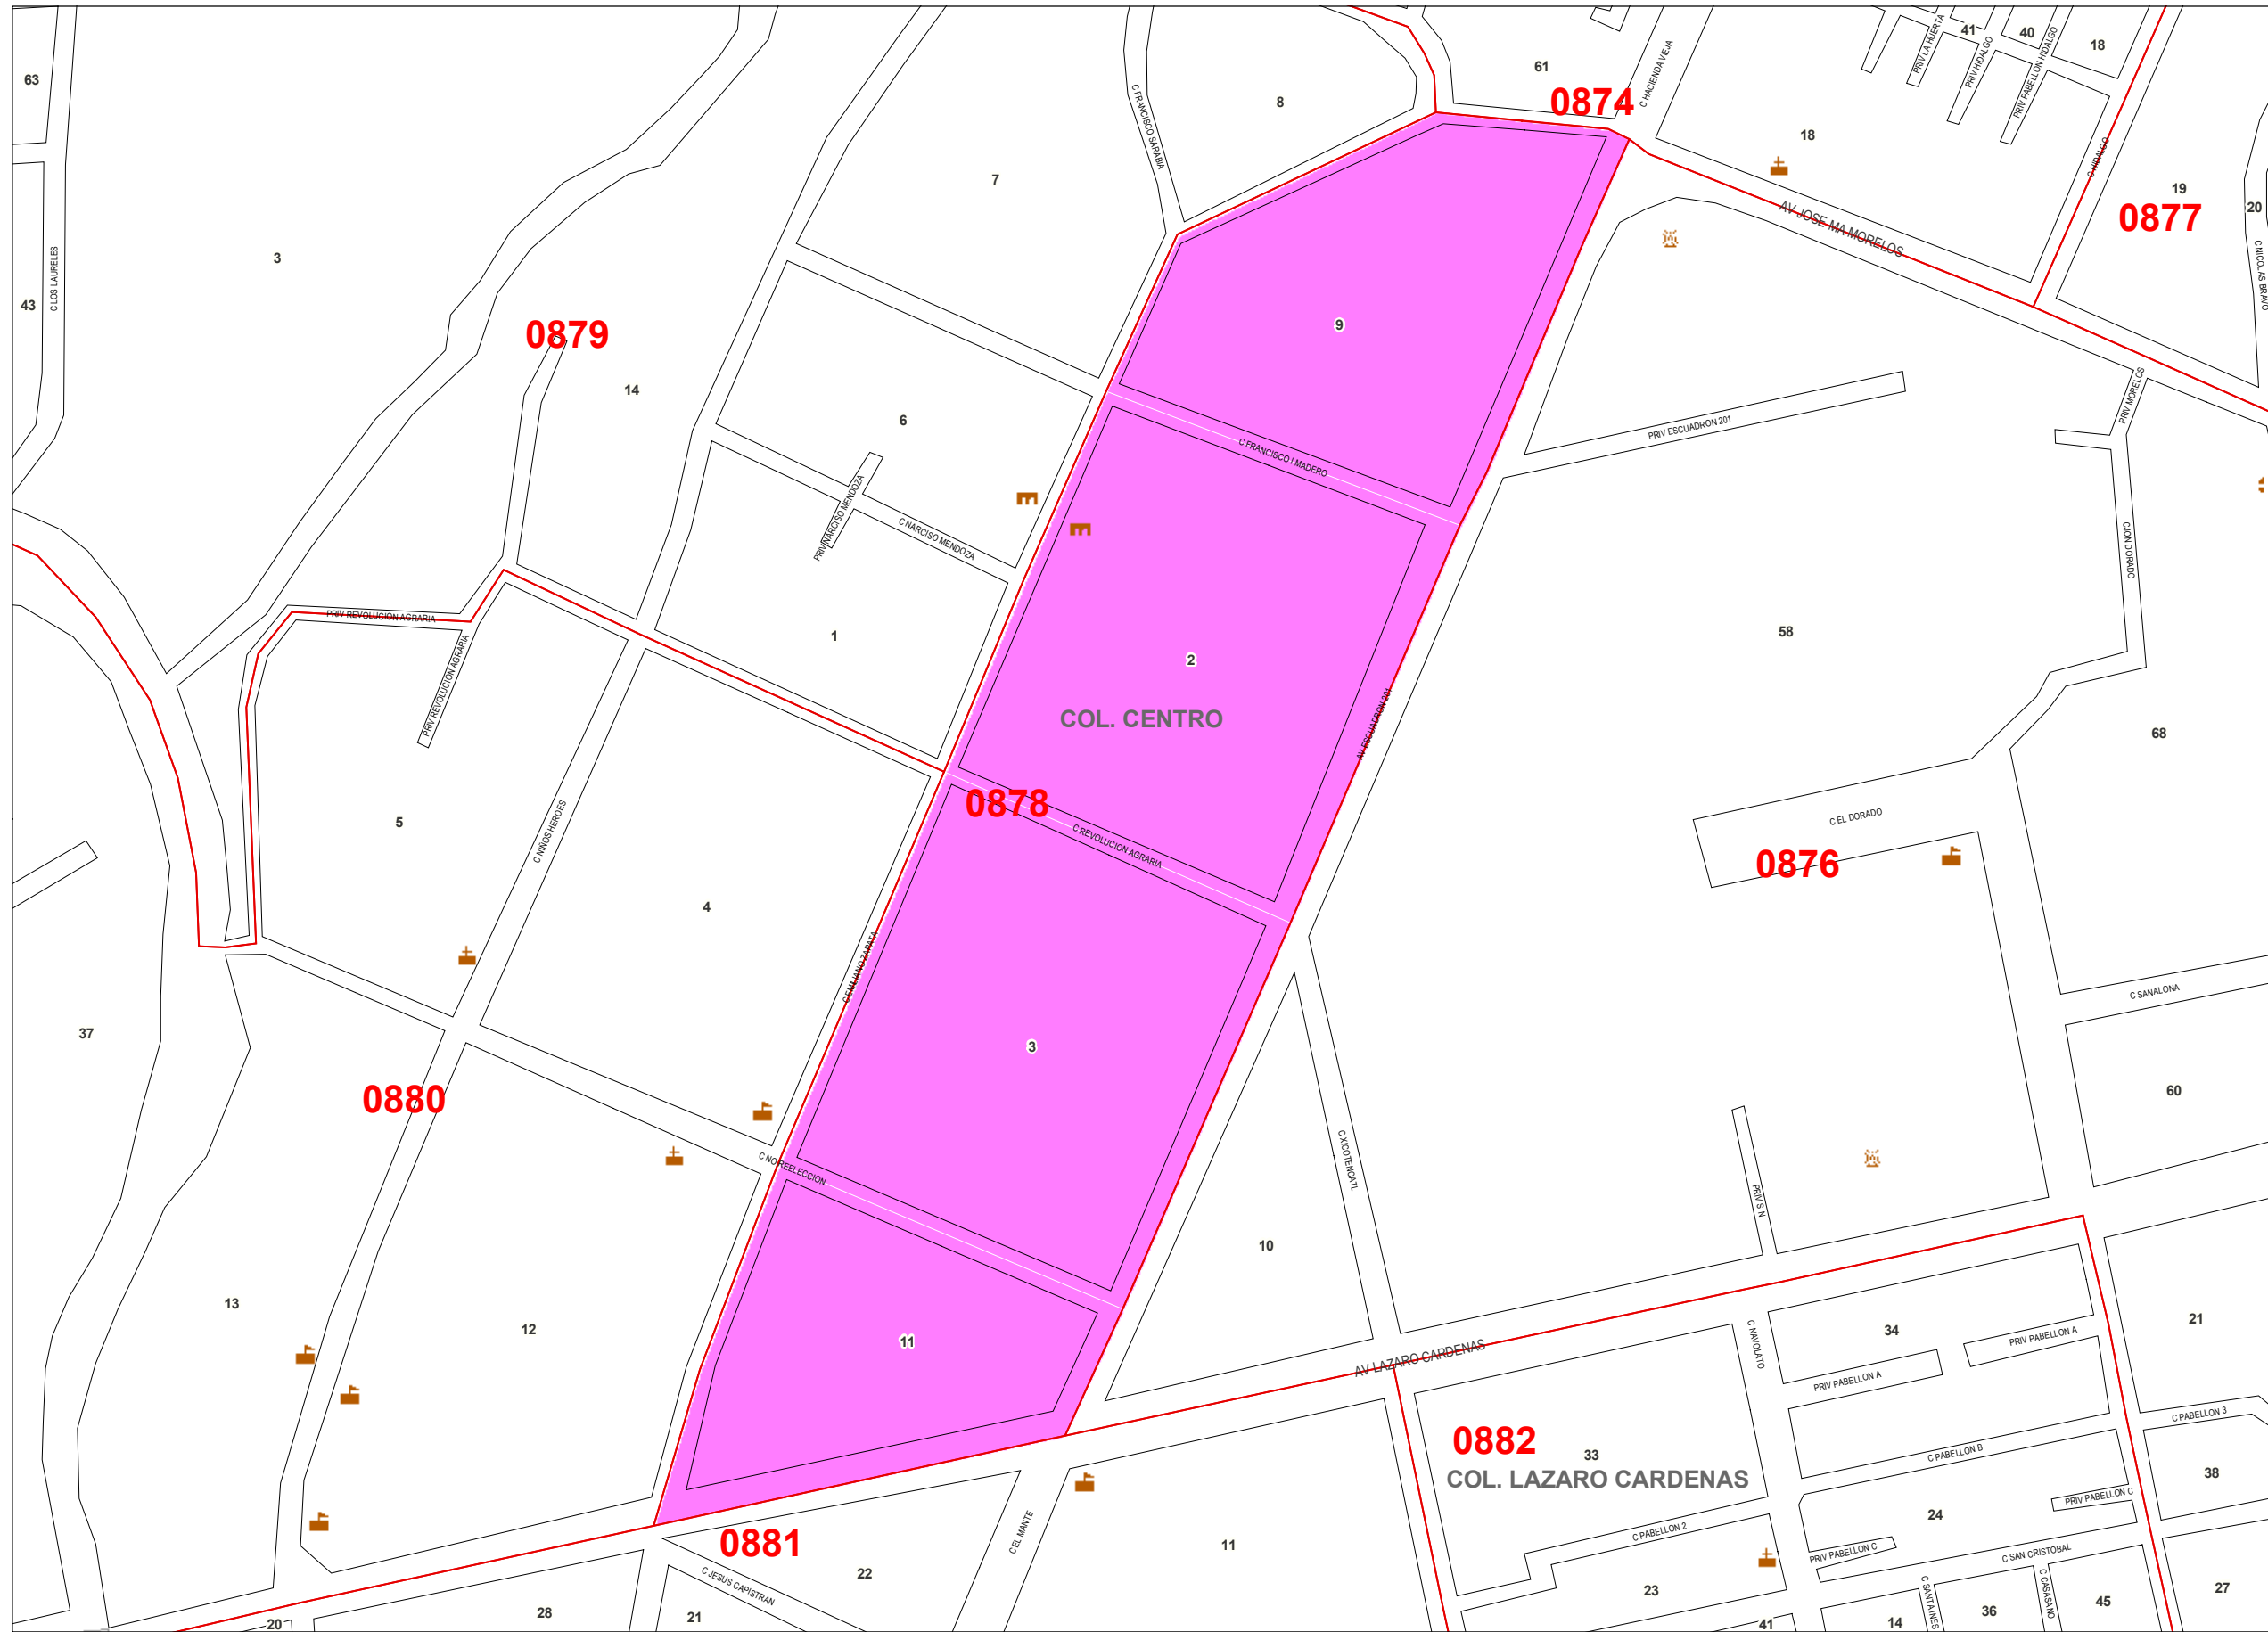 63
3
43
C LOS LAURELES
0879
14
7
C FRANCISCO SARABIA
8
61
0874
C HACIENDA VIEJA
PRIV LA HUERTA
41
PRIV HIDALGO
40
PRIV PABELLON HIDALGO
18
18
C HIDALGO
19
0877
20
C NICOLAS BRAVO
AV JOSE MA MORELOS
9
6
C FRANCISCO I MADERO
PRIV ESCUADRON 201
PRIV MORELOS
PRIV NARCISO MENDOZA
C NARCISO MENDOZA
CJON DORADO
PRIV REVOLUCION AGRARIA
PRIV REVOLUCION AGRARIA
1
2
58
COL. CENTRO
AV ESCUADRON 201
68
5
C NIÑOS HEROES
0878
C REVOLUCION AGRARIA
C EL DORADO
0876
4
C EMILIANO ZAPATA
C SANALONA
37
3
0880
60
C NO REELECCION
C XICOTENCATL
PRIV S/N
10
13
12
11
AV LAZARO CARDENAS
C NAVOLATO
34
21
PRIV PABELLON A
PRIV PABELLON A
C PABELLON 3
0882
33
COL. LAZARO CARDENAS
C PABELLON B
38
PRIV PABELLON C
24
0881
C EL MANTE
11
C PABELLON 2
PRIV PABELLON C
C SAN CRISTOBAL
22
C JESUS CAPISTRAN
23
C SANTA INES
C CASASANO
27
20
28
21
41
14
36
45